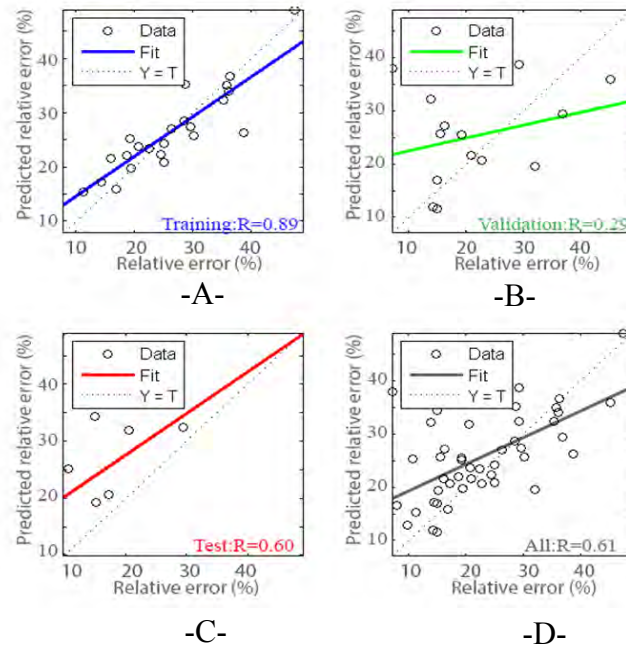 Predicted relative error (%)
40
30
20
10
Data
Fit
Y = T
Training:R=0.89
10 20 30 40
Relative error (%)
-A-
Predicted relative error (%)
40
30
20
10
Data
Fit
Y = T
Validation:R=0.29
10 20 30 40
Relative error (%)
-B-
Predicted relative error (%)
40
30
20
10
Data
Fit
Y = T
Test:R=0.60
10 20 30 40
Relative error (%)
-C-
Predicted relative error (%)
40
30
20
10
Data
Fit
Y = T
All:R=0.61
10 20 30 40
Relative error (%)
-D-